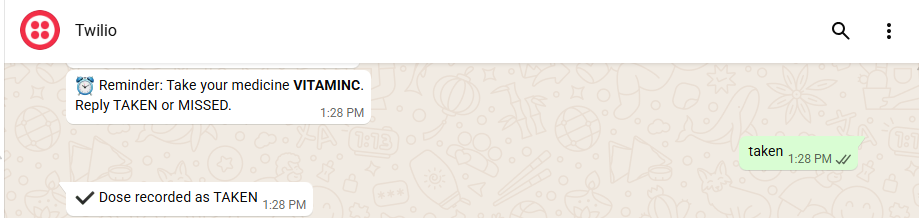 Twilio
⏰ Reminder: Take your medicine VITAMINC.
Reply TAKEN or MISSED.
1:28 PM
taken 1:28 PM
✔ Dose recorded as TAKEN 1:28 PM